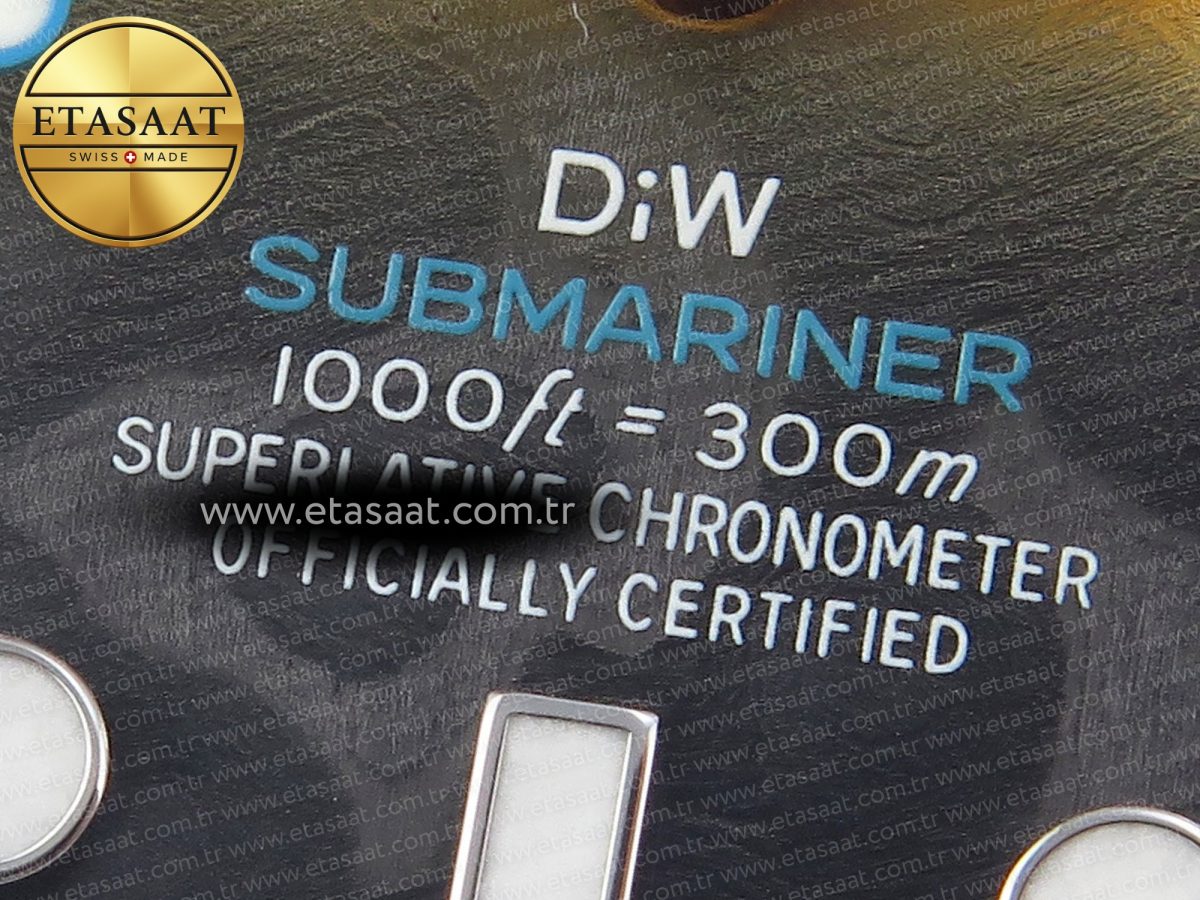 ETASAAT
SWISS MADE
DiW
SUBMARINER
1000ft = 300m
SUPERLATIVE CHRONOMETER
www.etasaat.com.tr
OFFICIALLY CERTIFIED